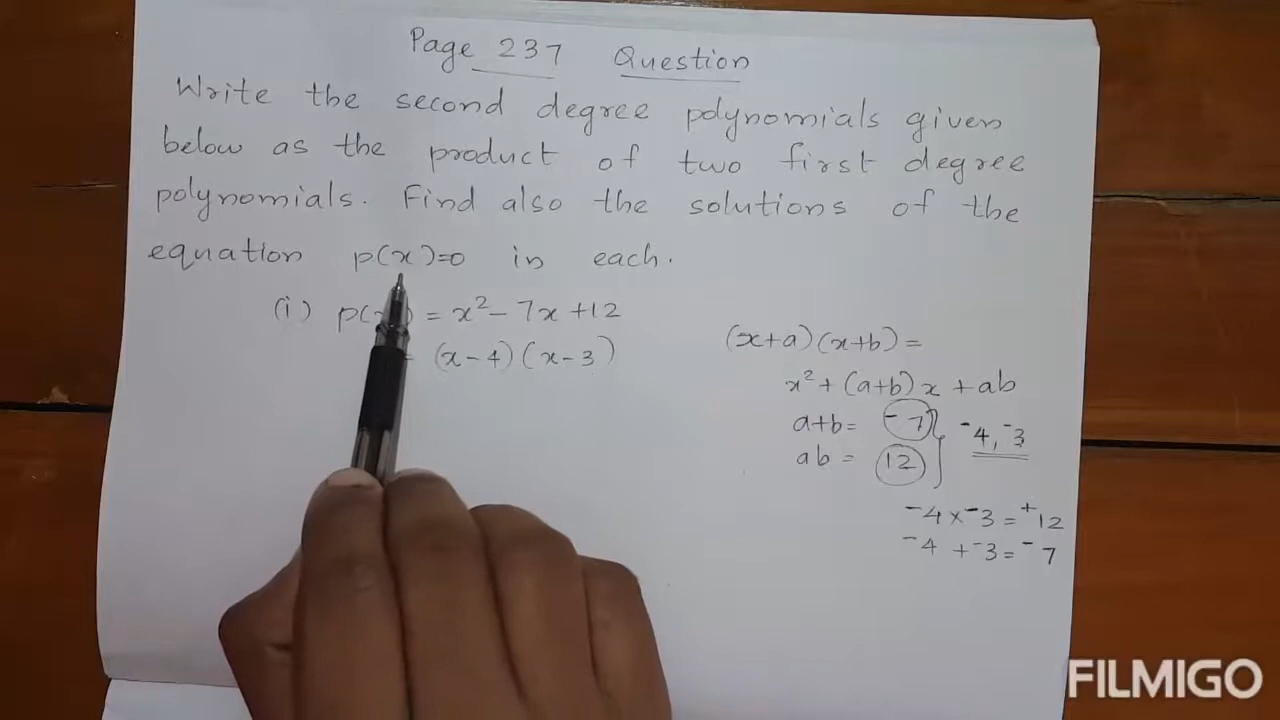 Page 237 Question
Write the second degree polynomials given
below as the product of two first degree
polynomials. Find also the solutions of the
equation p(x)=0 in each.
(i) p(x) = x² - 7x + 12
= (x-4)(x-3)
(x+a)(x+b) =
x² + (a+b)x + ab
a+b = -7
ab = 12
-4, -3
-4 x -3 = +12
-4 + -3 = -7
FILMIGO